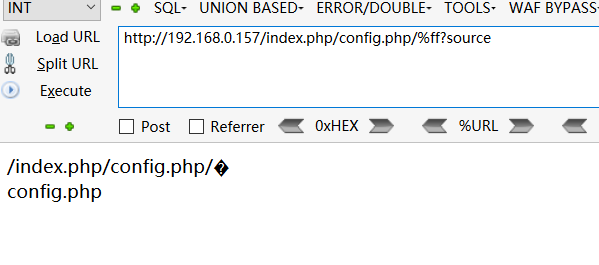 INT SQL UNION BASED ERROR/DOUBLE TOOLS WAF BYPASS
Load URL http://192.168.0.157/index.php/config.php/%ff?source
Split URL
Execute
Post Referrer 0xHEX %URL
/index.php/config.php/�
config.php